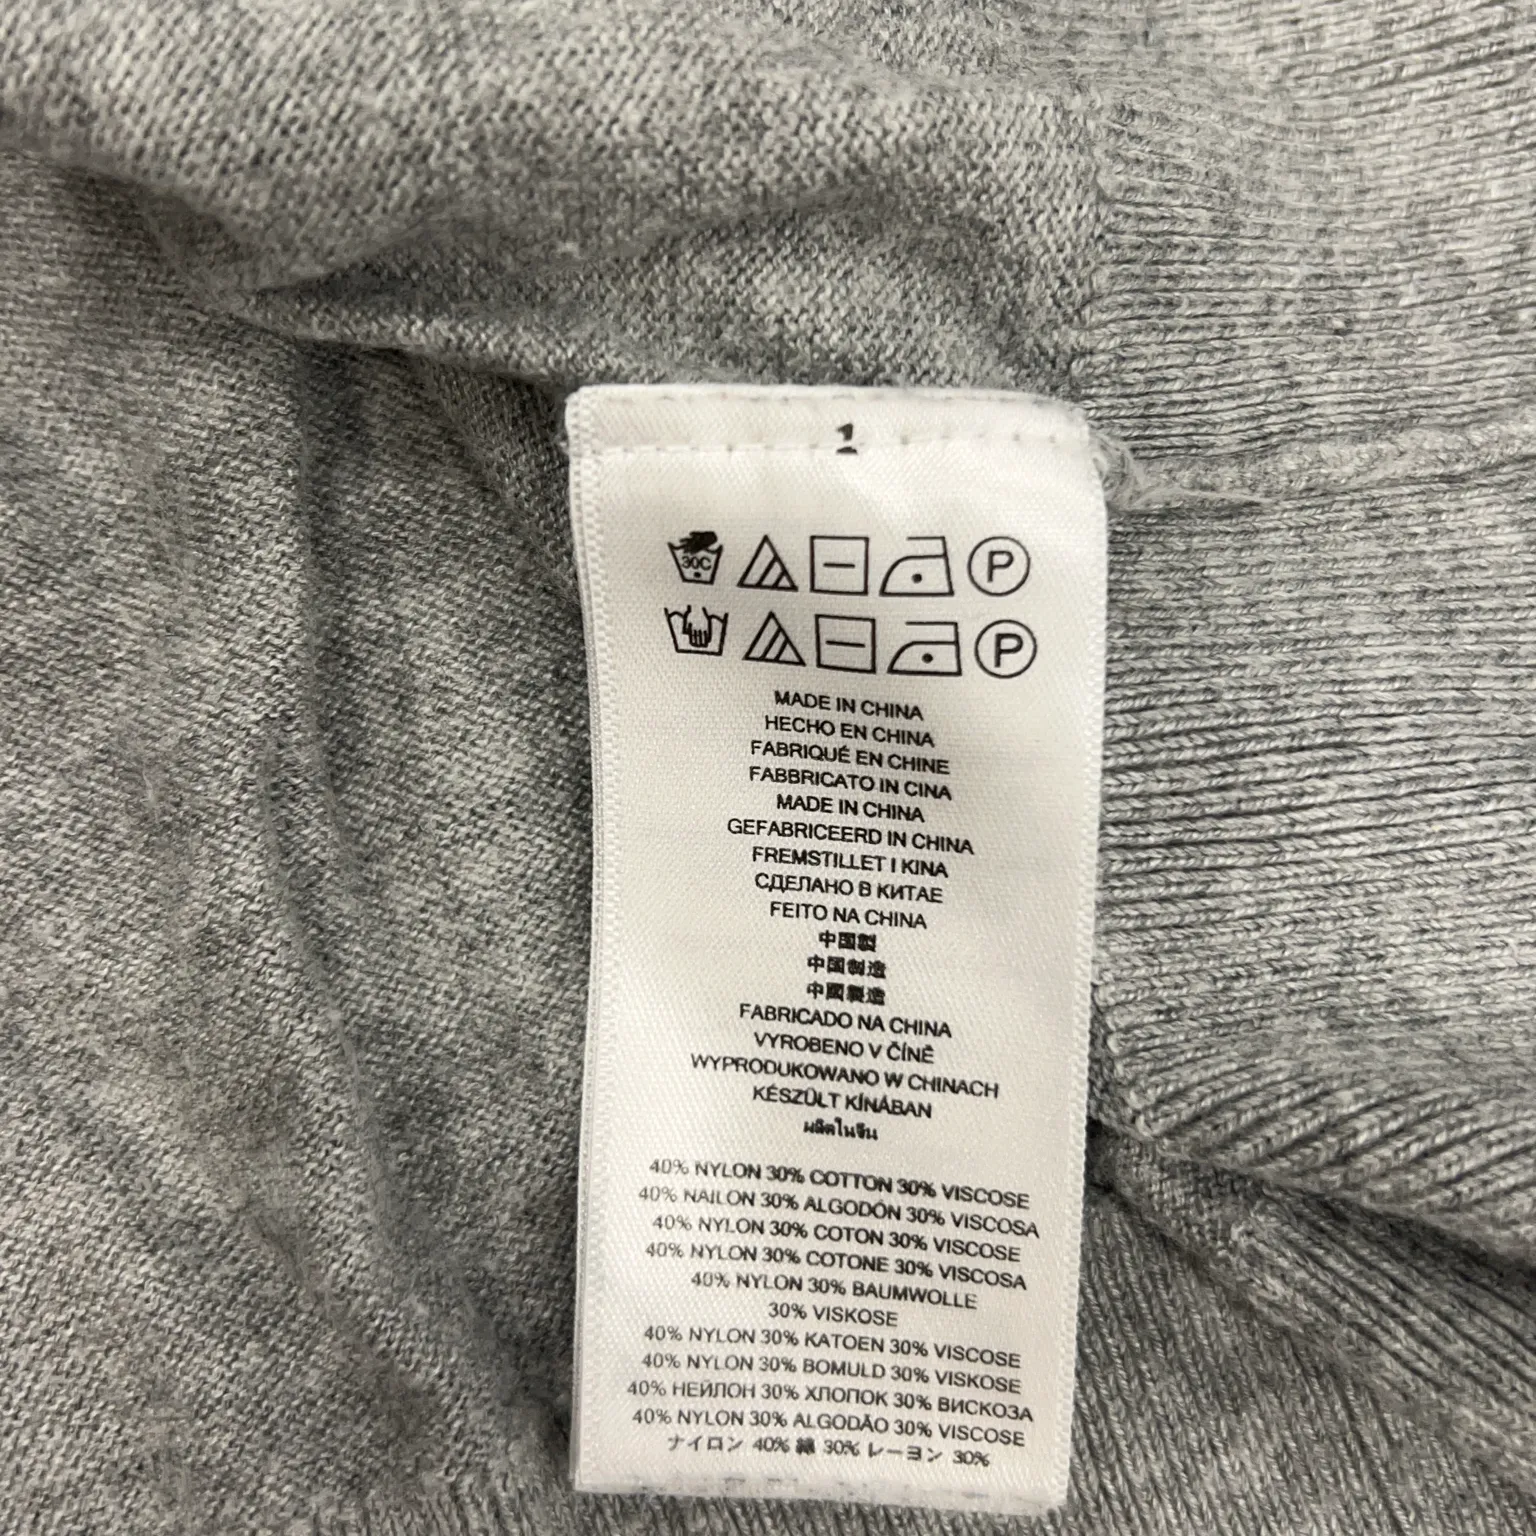 1
30C P
P
MADE IN CHINA
HECHO EN CHINA
FABRIQUÉ EN CHINE
FABBRICATO IN CINA
MADE IN CHINA
GEFABRICEERD IN CHINA
FREMSTILLET I KINA
СДЕЛАНО В КИТАЕ
FEITO NA CHINA
中国製
中国制造
中國製造
FABRICADO NA CHINA
VYROBENO V ČÍNĚ
WYPRODUKOWANO W CHINACH
KÉSZÜLT KÍNÁBAN
ผลิตในจีน
40% NYLON 30% COTTON 30% VISCOSE
40% NAILON 30% ALGODÓN 30% VISCOSA
40% NYLON 30% COTON 30% VISCOSE
40% NYLON 30% COTONE 30% VISCOSA
40% NYLON 30% BAUMWOLLE
30% VISKOSE
40% NYLON 30% KATOEN 30% VISCOSE
40% NYLON 30% BOMULD 30% VISKOSE
40% НЕЙЛОН 30% ХЛОПОК 30% ВИСКОЗА
40% NYLON 30% ALGODÃO 30% VISCOSE
ナイロン 40% 綿 30% レーヨン 30%